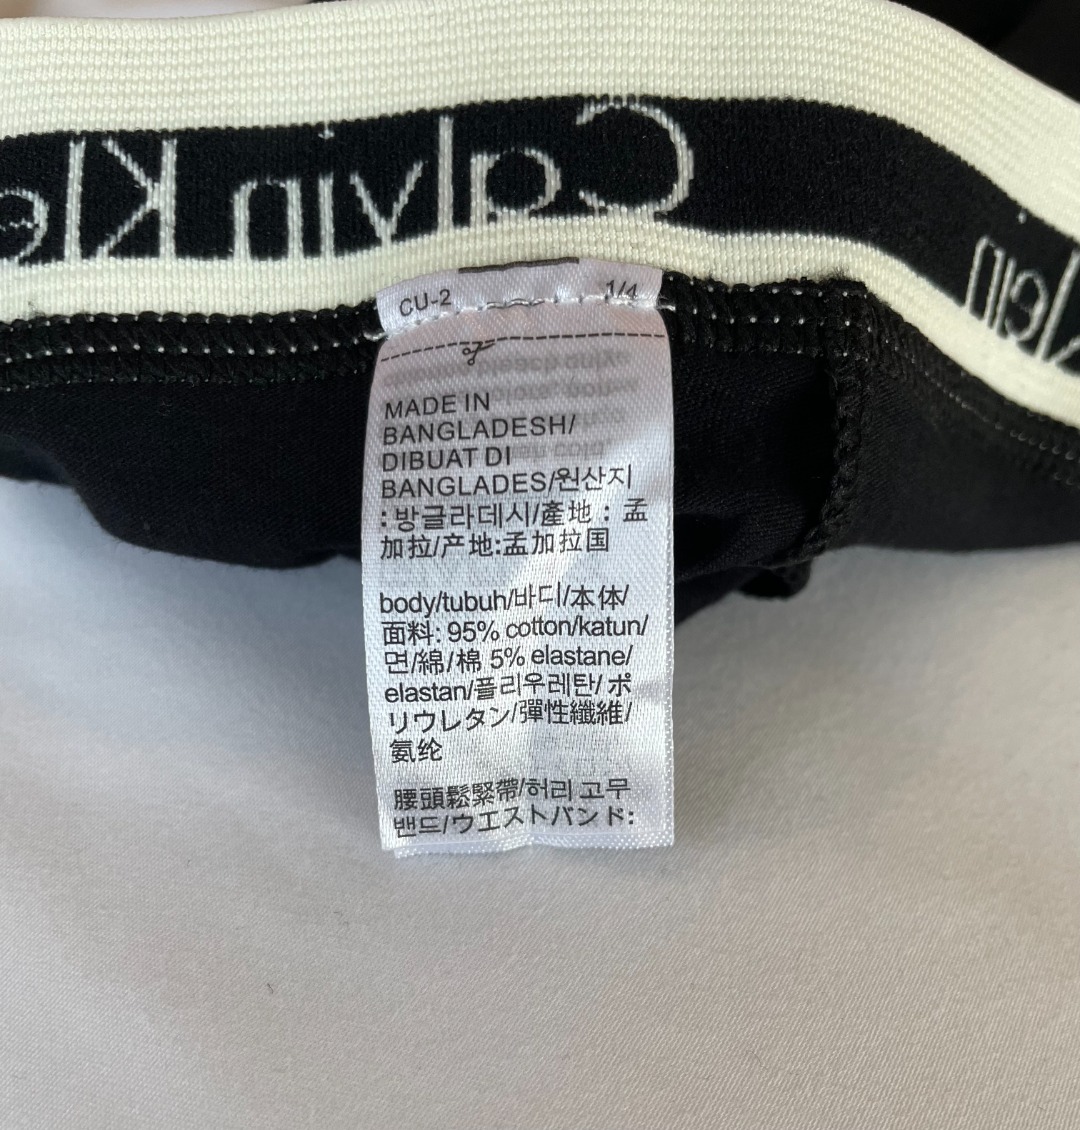 Calvin Kle
lein
CU-2
1/4
MADE IN
BANGLADESH/
DIBUAT DI
BANGLADES/원산지
:방글라데시/產地 : 孟
加拉/产地:孟加拉国
body/tubuh/바디/本体/
面料: 95% cotton/katun/
면/綿/棉 5% elastane/
elastan/폴리우레탄/ポ
リウレタン/彈性纖維/
氨纶
腰頭鬆緊帶/허리 고무
밴드/ウエストバンド: